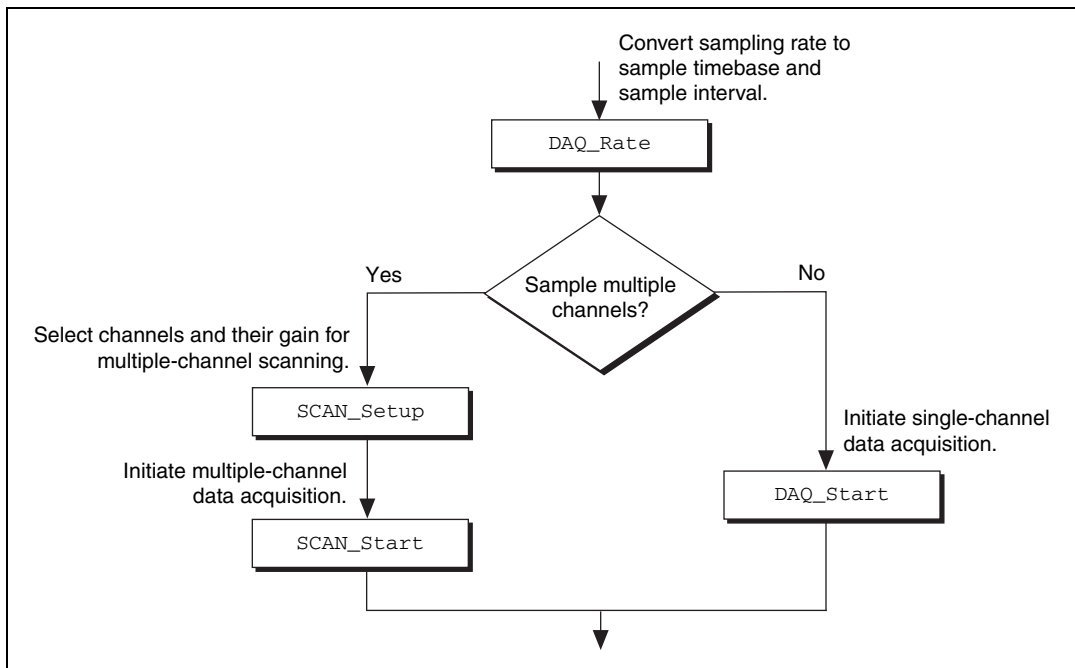 Convert sampling rate to
sample timebase and
sample interval.
DAQ_Rate
Sample multiple
channels?
Yes
No
Select channels and their gain for
multiple-channel scanning.
SCAN_Setup
Initiate multiple-channel
data acquisition.
SCAN_Start
Initiate single-channel
data acquisition.
DAQ_Start